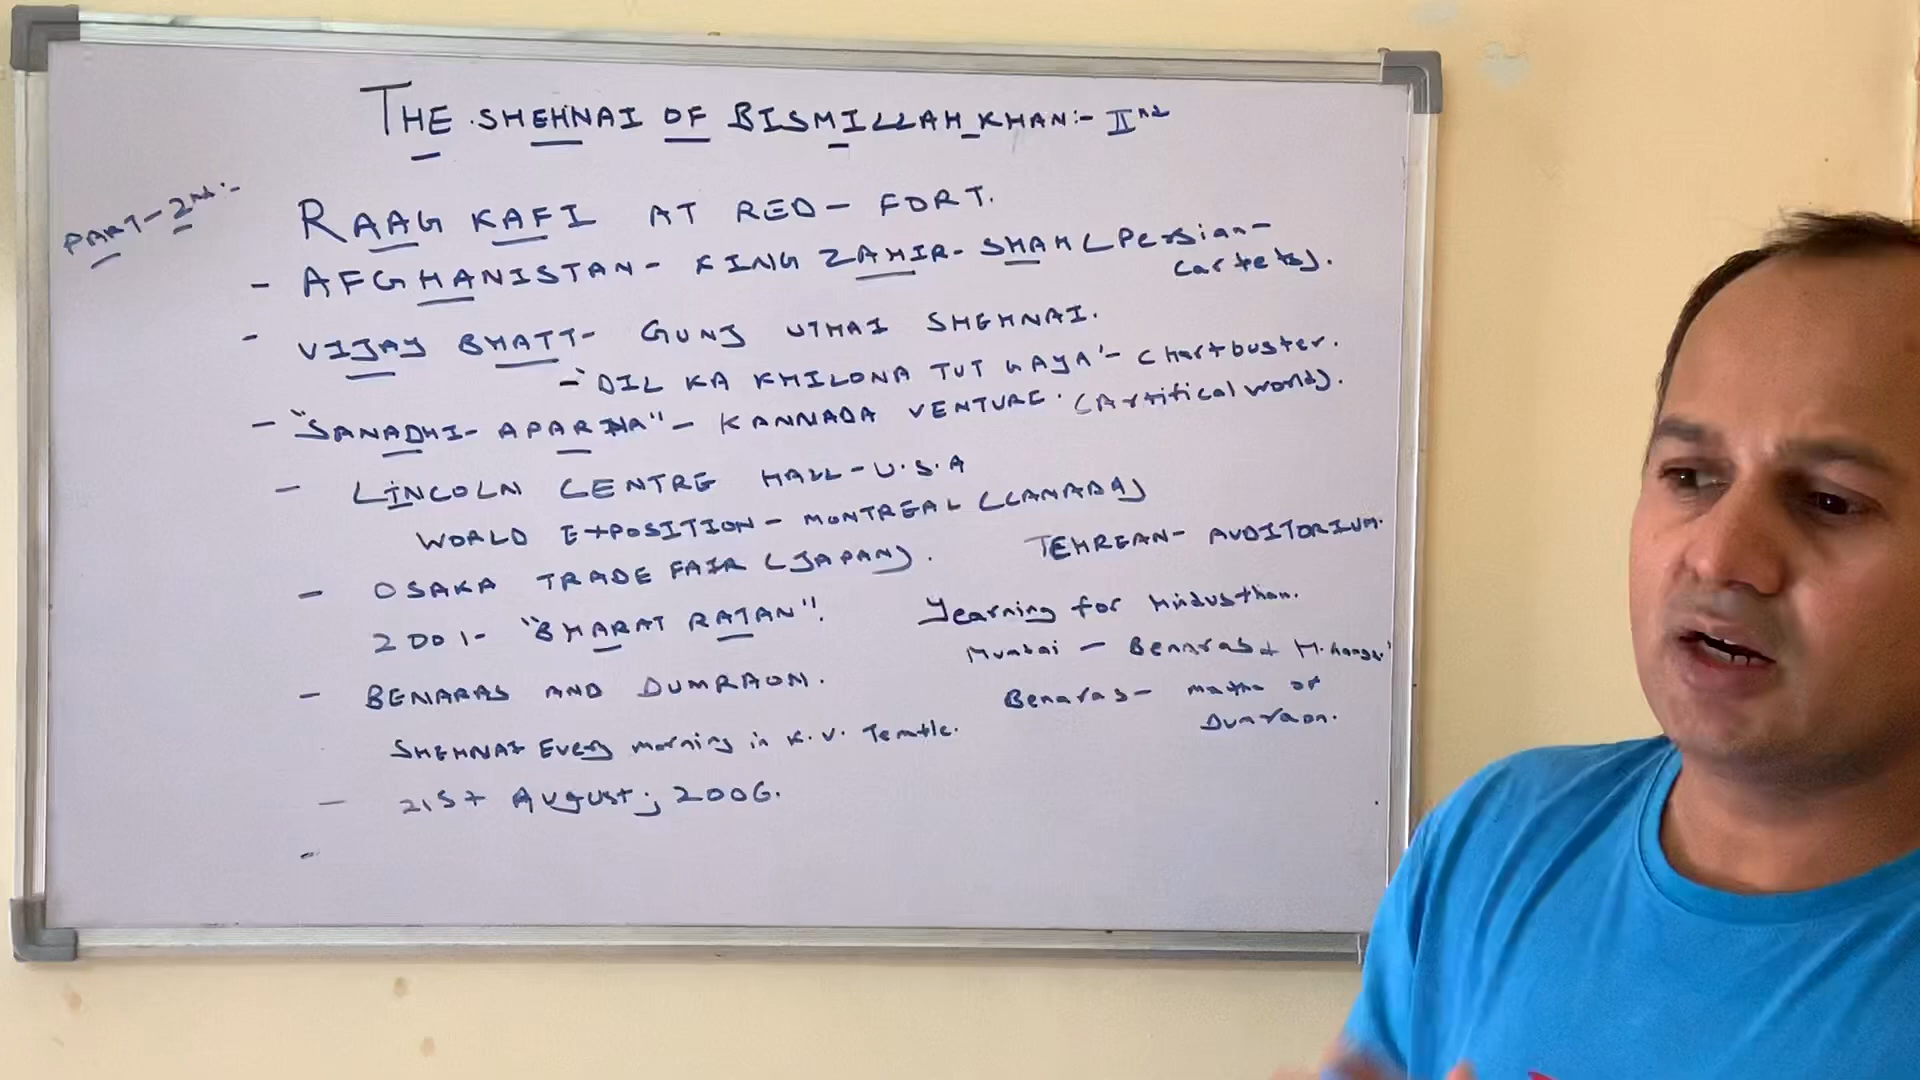 THE SHEHNAI OF BISMILLAH KHAN:- IInd
PART-2nd:-
RAAG KAFI AT RED- FORT.
- AFGHANISTAN- KING ZAHIR- SHAH (Persian-
Carpets).
- VIJAY BHATT- GUNJ UTHAI SHEHNAI.
- 'DIL KA KHILONA TUT GAYA'- Chartbuster.
- "SANADHI- APARNA"- KANNADA VENTURE. (Artifical world).
- LINCOLN CENTRE HALL- U.S.A
WORLD EXPOSITION- MONTREAL (CANADA)
- OSAKA TRADE FAIR (JAPAN). TEHREAN- AUDITORIUM.
2001- "BHARAT RATAN"! Yearning for Hindusthan.
Mumbai - Benaras &
- BENARAS AND DUMRAON. Benaras- of
Dumraon.
SHEHNAI Every morning in K.V. Temple.
- 21st August; 2006.
-